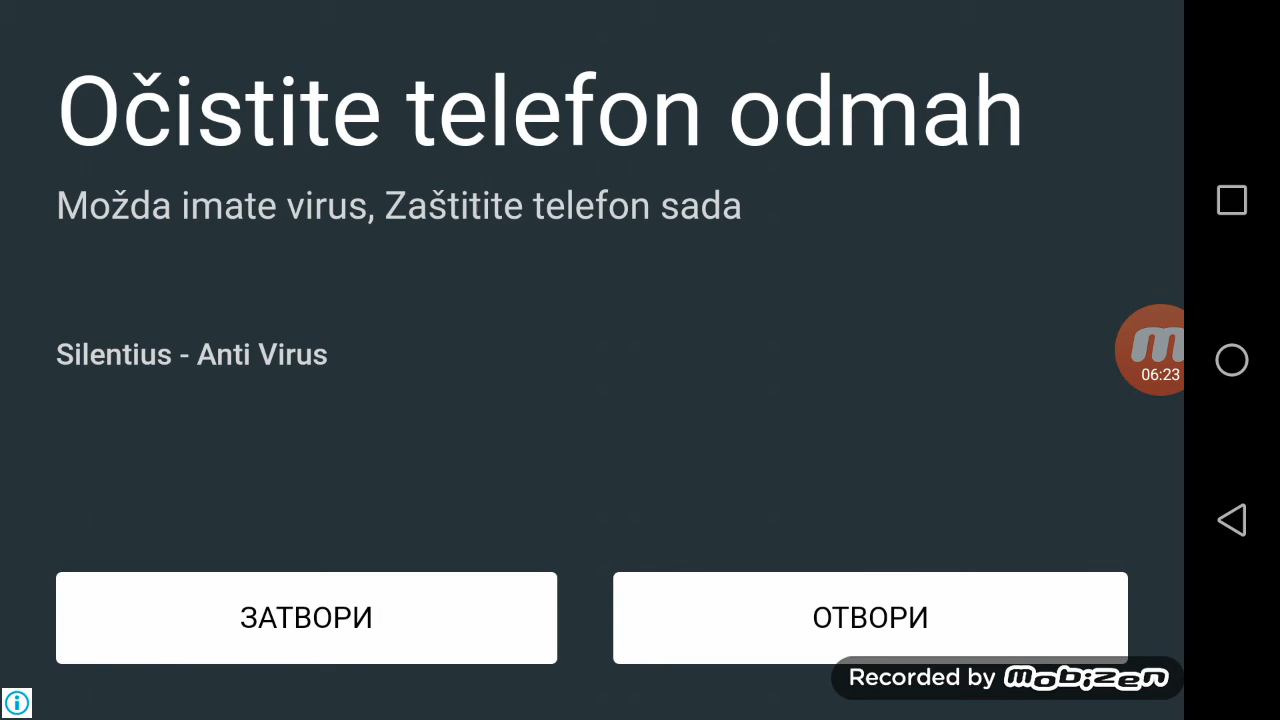 Očistite telefon odmah
Možda imate virus, Zaštitite telefon sada
Silentius - Anti Virus
06:23
ЗАТВОРИ
ОТВОРИ
Recorded by mobizen